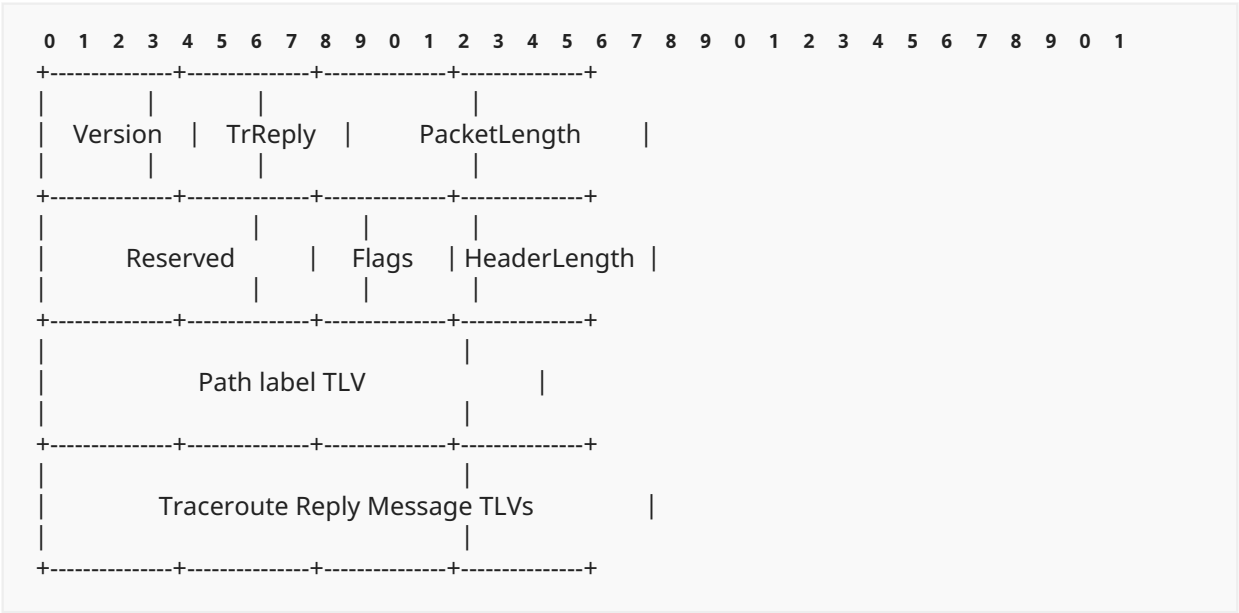 0 1 2 3 4 5 6 7 8 9 0 1 2 3 4 5 6 7 8 9 0 1 2 3 4 5 6 7 8 9 0 1
+---------------+---------------+---------------+---------------+
| | | |
| Version | TrReply | PacketLength |
| | | |
+---------------+---------------+---------------+---------------+
| | | |
| Reserved | Flags | HeaderLength |
| | | |
+---------------+---------------+---------------+---------------+
| |
| Path label TLV |
| |
+---------------+---------------+---------------+---------------+
| |
| Traceroute Reply Message TLVs |
| |
+---------------+---------------+---------------+---------------+